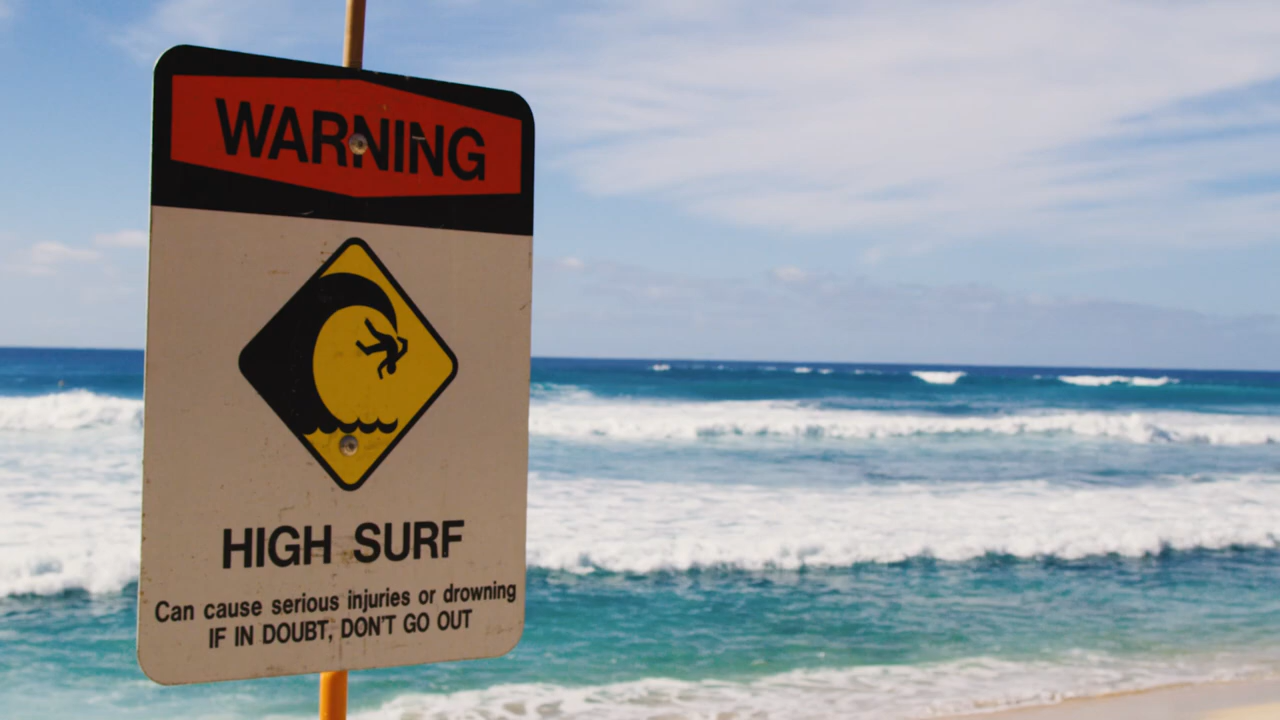 WARNING
HIGH SURF
Can cause serious injuries or drowning
IF IN DOUBT, DON'T GO OUT